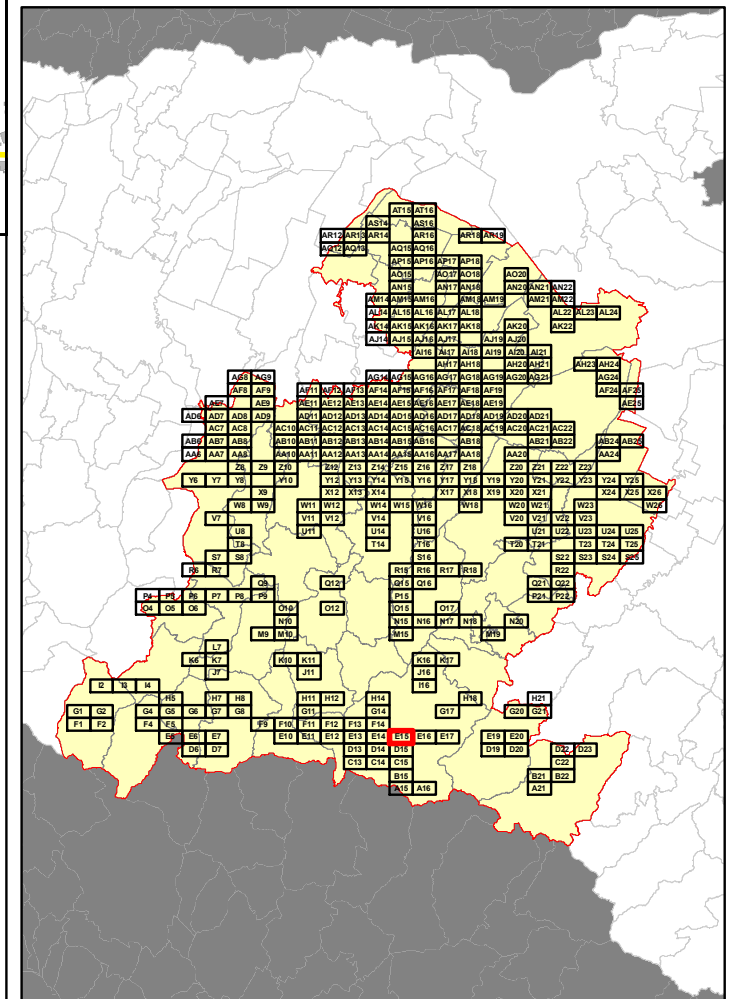 AT15 AT16
AS14 AS16
AR12 AR13 AR14 AR16 AR18 AR19
AQ12 AQ13 AQ15 AQ16
AP15 AP16 AP17 AP18
AO15 AO17 AO18 AO20
AN15 AN17 AN18 AN20 AN21 AN22
AM14 AM15 AM16 AM18 AM19 AM21 AM22
AL14 AL15 AL16 AL17 AL18 AL22 AL23 AL24
AK14 AK15 AK16 AK17 AK18 AK20 AK22
AJ14 AJ15 AJ16 AJ17 AJ19 AJ20
AI16 AI17 AI18 AI19 AI20 AI21
AH17 AH18 AH20 AH21 AH23 AH24
AG8 AG9 AG14 AG15 AG16 AG17 AG18 AG19 AG20 AG21 AG24
AF8 AF9 AF11 AF12 AF13 AF14 AF15 AF16 AF17 AF18 AF19 AF24 AF25
AE7 AE9 AE11 AE12 AE13 AE14 AE15 AE16 AE17 AE18 AE19 AE25
AD6 AD7 AD8 AD9 AD11 AD12 AD13 AD14 AD15 AD16 AD17 AD18 AD19 AD20 AD21
AC7 AC8 AC10 AC11 AC12 AC13 AC14 AC15 AC16 AC17 AC18 AC19 AC20 AC21 AC22
AB6 AB7 AB8 AB10 AB11 AB12 AB13 AB14 AB15 AB16 AB18 AB21 AB22 AB24 AB25
AA6 AA7 AA8 AA10 AA11 AA12 AA13 AA14 AA15 AA16 AA17 AA18 AA20 AA24
Z8 Z9 Z10 Z12 Z13 Z14 Z15 Z16 Z17 Z18 Z20 Z21 Z22 Z23
Y6 Y7 Y8 Y10 Y12 Y13 Y14 Y15 Y16 Y17 Y18 Y19 Y20 Y21 Y22 Y23 Y24 Y25
X9 X12 X13 X14 X17 X18 X19 X20 X21 X24 X25 X26
W8 W9 W11 W12 W14 W15 W16 W18 W20 W21 W23 W26
V7 V11 V12 V14 V16 V20 V21 V22 V23
U8 U11 U14 U16 U21 U22 U23 U24 U25
T8 T14 T16 T20 T21 T23 T24 T25
S7 S8 S16 S22 S23 S24 S25
R6 R7 R15 R16 R17 R18 R22
Q9 Q12 Q15 Q16 Q21 Q22
P4 P5 P6 P7 P8 P9 P15 P21 P22
O4 O5 O6 O10 O12 O15 O17
N10 N15 N16 N17 N18 N20
M9 M10 M15 M19
L7
K6 K7 K10 K11 K16 K17
J7 J11 J16
I2 I3 I4 I16
H5 H7 H8 H11 H12 H14 H18 H21
G1 G2 G4 G5 G6 G7 G8 G11 G14 G17 G20 G21
F1 F2 F4 F5 F9 F10 F11 F12 F13 F14
E5 E6 E7 E10 E11 E12 E13 E14 E15 E16 E17 E19 E20
D6 D7 D13 D14 D19 D20 D22 D23
C13 C14 C15 C22
B15 B21 B22
A15 A16 A21